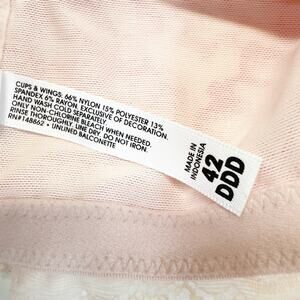 CUPS & WINGS: 66% NYLON 15% POLYESTER 13%
SPANDEX 6% RAYON, EXCLUSIVE OF DECORATION.
HAND WASH COLD SEPARATELY
ONLY NON-CHLORINE BLEACH WHEN NEEDED.
RINSE THOROUGHLY, LINE DRY. DO NOT IRON.
RN#148662 • UNLINED BALCONETTE
MADE IN
INDONESIA
42
DDD